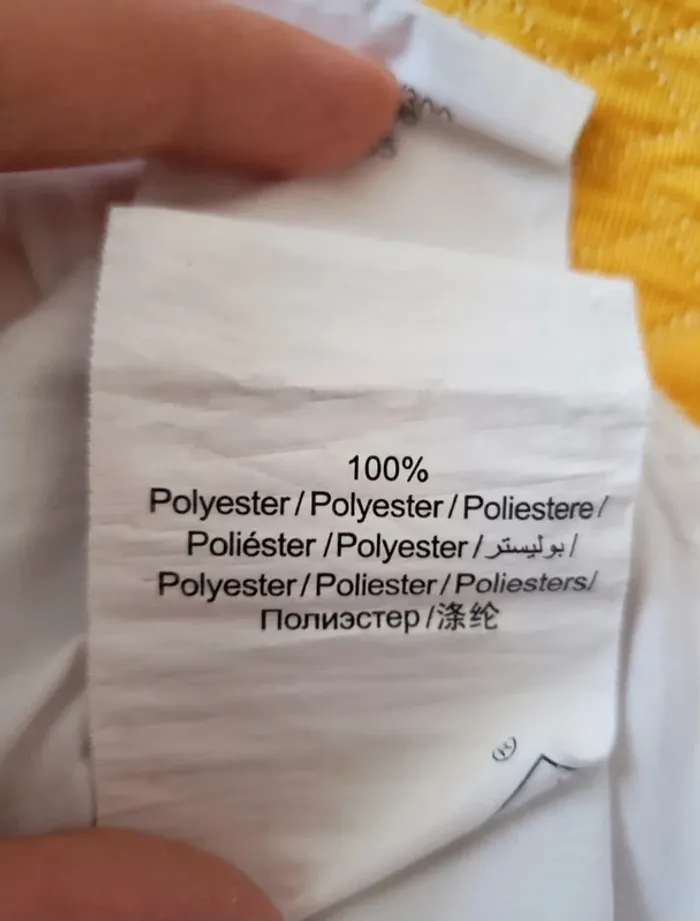 100%
Polyester/Polyester/Poliestere/
Poliéster/Polyester/بوليستر/
Polyester/Poliester/Poliesters/
Полиэстер/涤纶